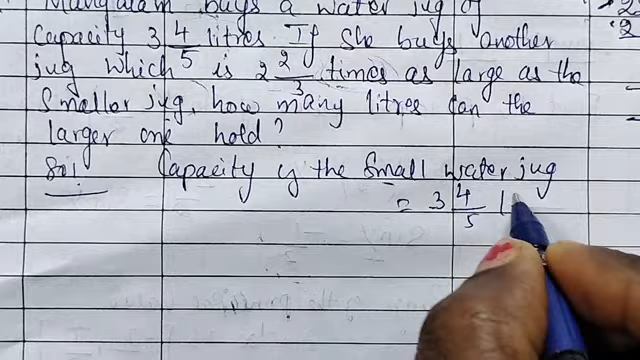 Mangalam buys a water jug of
capacity 3 4/5 litres If she buys another
jug which is 2 2/3 times as large as the
smaller jug, how many litres can the
larger one hold?
Sol Capacity of the small water jug
= 3 4/5 l